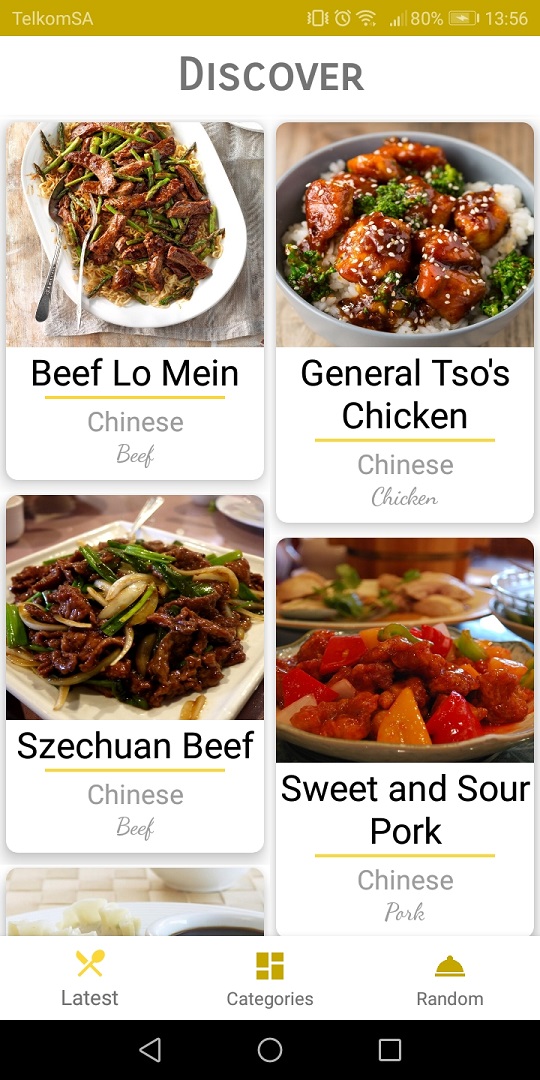 TelkomSA 80% 13:56
Discover
Beef Lo Mein
Chinese
Beef
General Tso's
Chicken
Chinese
Chicken
Szechuan Beef
Chinese
Beef
Sweet and Sour
Pork
Chinese
Pork
Latest Categories Random